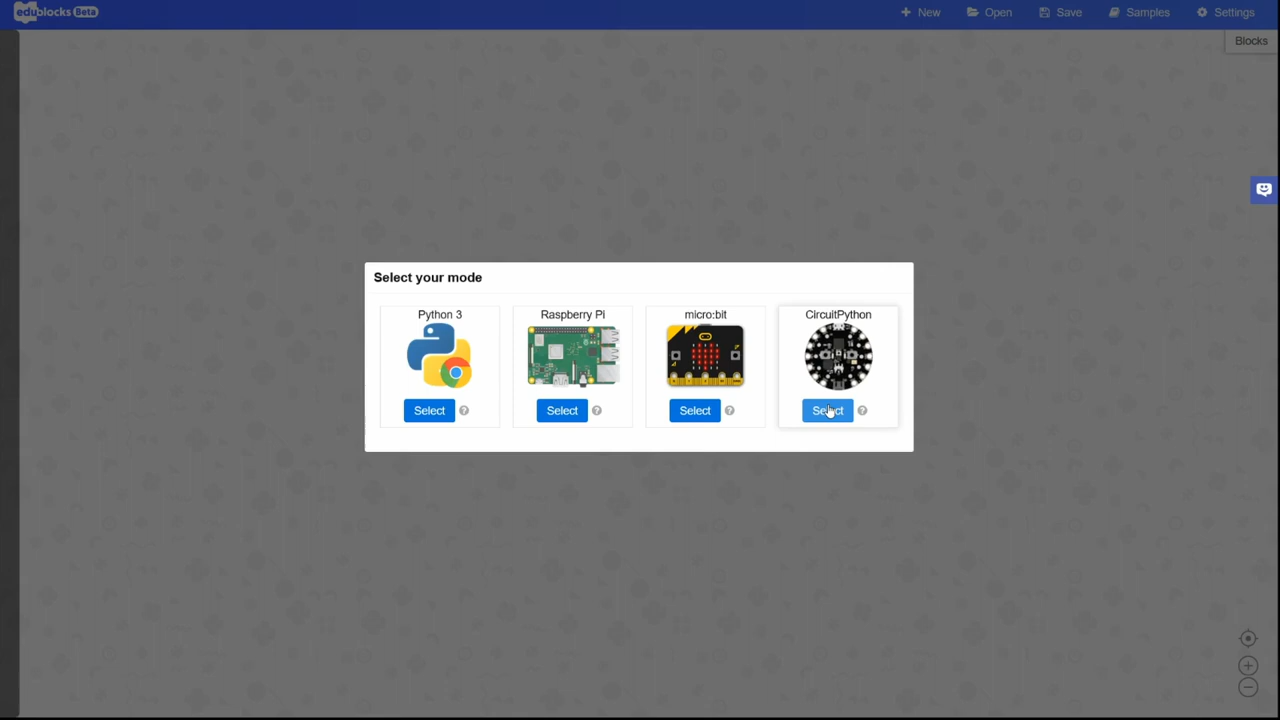 edublocks Beta
New
Open
Save
Samples
Settings
Blocks
Select your mode
Python 3
Raspberry Pi
micro:bit
CircuitPython
Select
Select
Select
Select